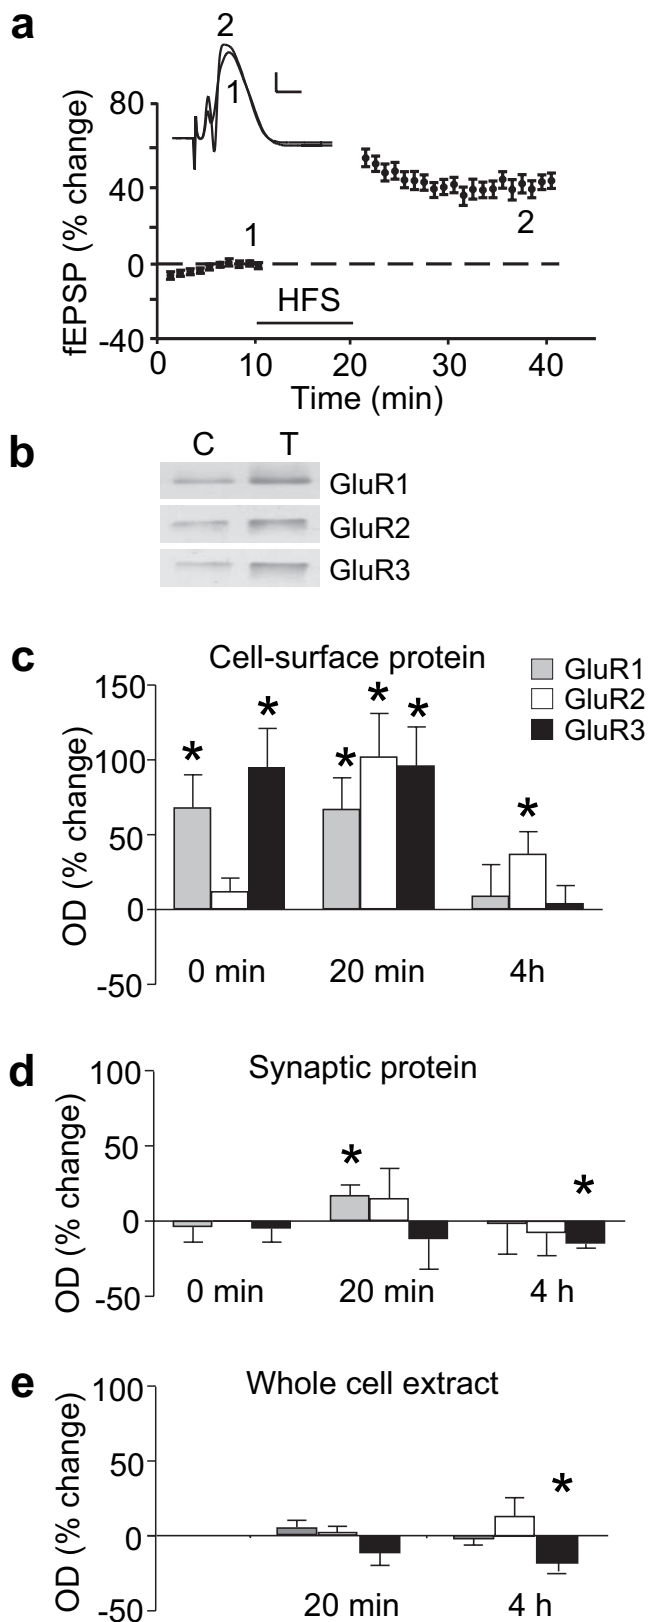 a
2
1
80
40
0
-40
fEPSP (% change)
1
2
HFS
0 10 20 30 40
Time (min)
b
C T
GluR1
GluR2
GluR3
c
Cell-surface protein
GluR1
GluR2
GluR3
150
100
50
0
-50
OD (% change)
* * * * * *
0 min 20 min 4h
d
Synaptic protein
100
50
0
-50
OD (% change)
* *
0 min 20 min 4 h
e
Whole cell extract
100
50
0
-50
OD (% change)
*
20 min 4 h